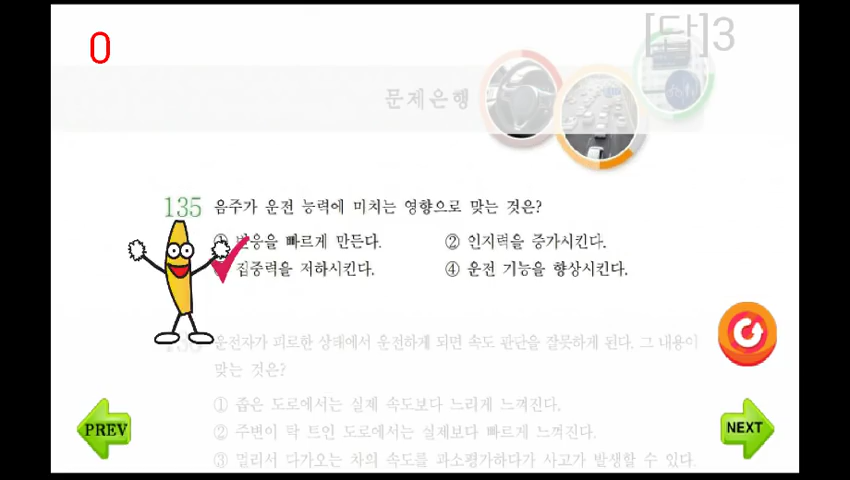 0
[답]3
문제은행
135 음주가 운전 능력에 미치는 영향으로 맞는 것은?
① 반응을 빠르게 만든다. ② 인지력을 증가시킨다.
집중력을 저하시킨다. ④ 운전 기능을 향상시킨다.
운전자가 피로한 상태에서 운전하게 되면 속도 판단을 잘못하게 된다. 그 내용이
맞는 것은?
① 좁은 도로에서는 실제 속도보다 느리게 느껴진다.
② 주변이 탁 트인 도로에서는 실제보다 빠르게 느껴진다.
③ 멀리서 다가오는 차의 속도를 과소평가하다가 사고가 발생할 수 있다.
PREV
NEXT